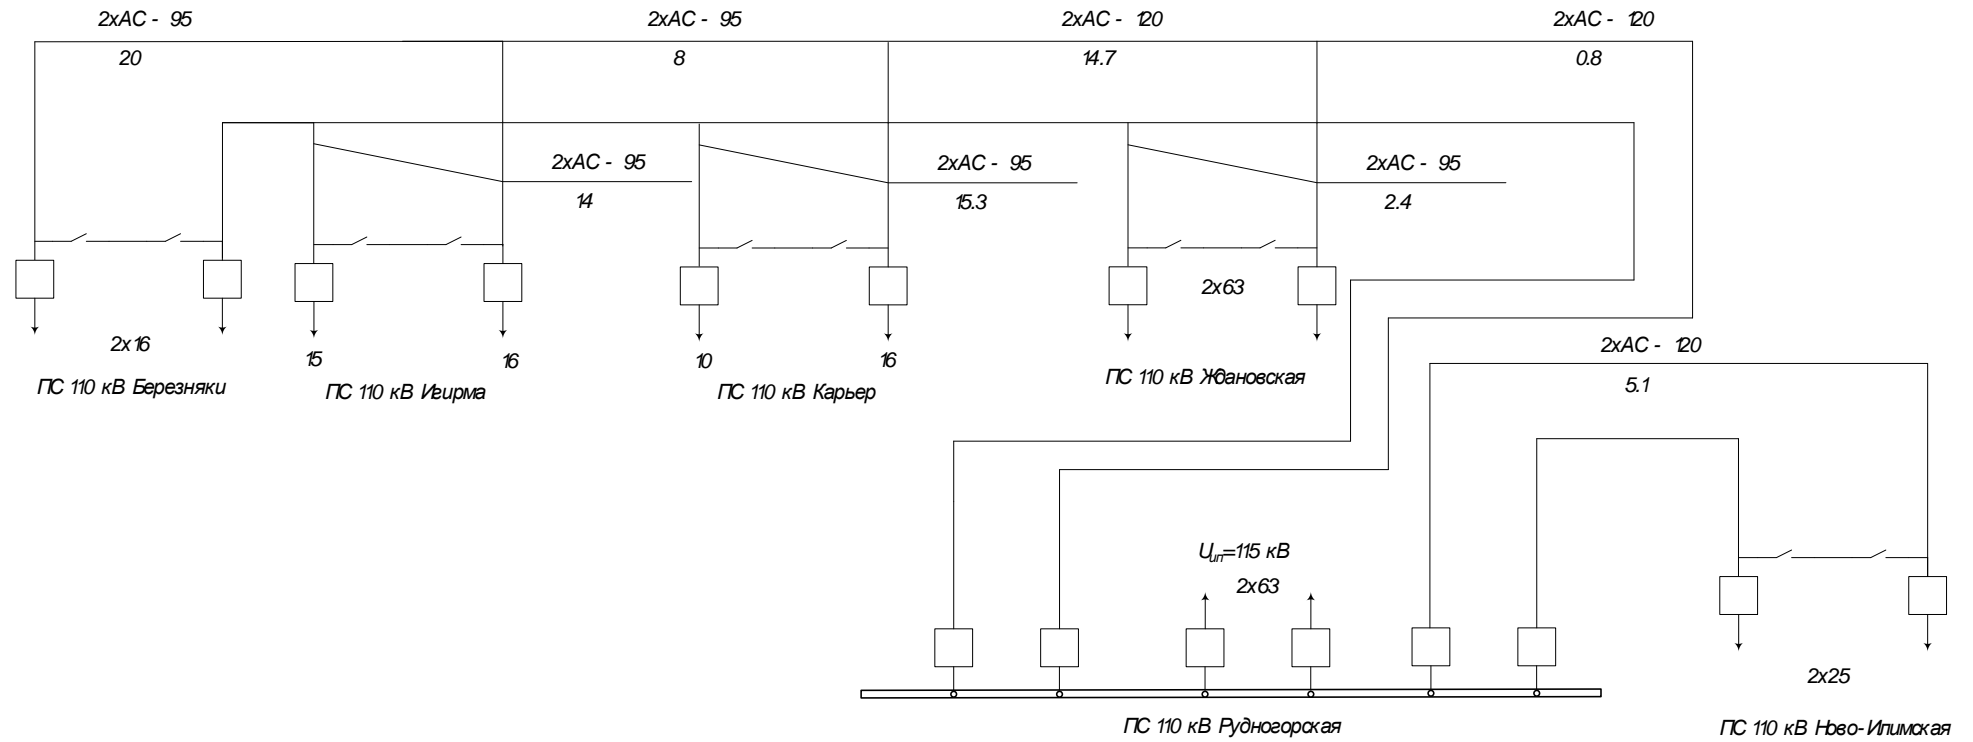 2хАС - 95
2хАС - 95
2хАС - 120
2хАС - 120
20
8
14.7
0.8
2хАС - 95
2хАС - 95
2хАС - 95
14
15.3
2.4
2х63
2х16
15
16
10
16
2хАС - 120
ПС 110 кВ Березняки
ПС 110 кВ Игирма
ПС 110 кВ Карьер
ПС 110 кВ Ждановская
5.1
Uип=115 кВ
2х63
2х25
ПС 110 кВ Рудногорская
ПС 110 кВ Ново-Илимская